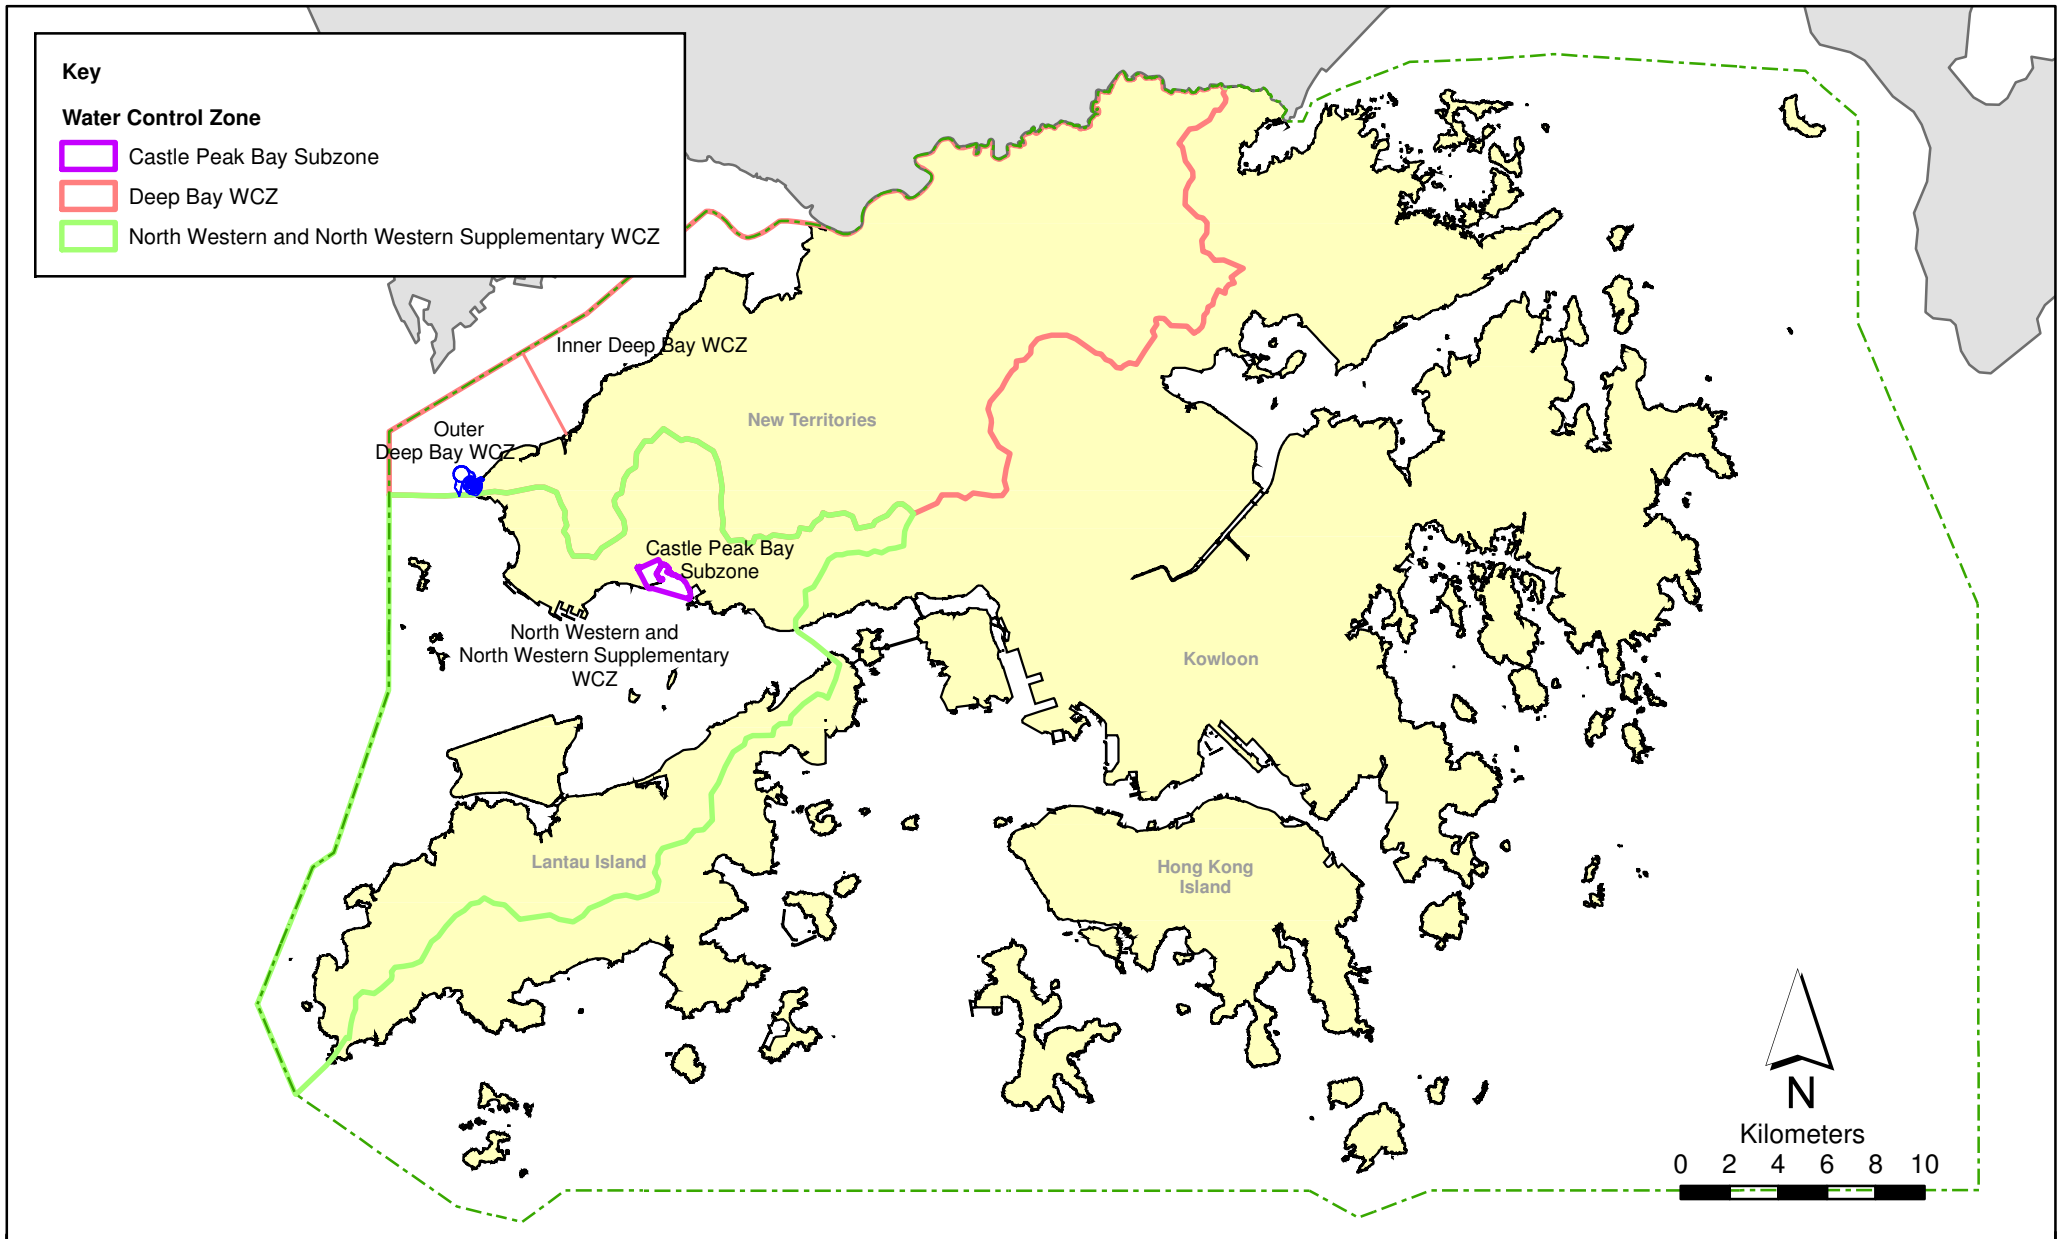 Key
Water Control Zone
Castle Peak Bay Subzone
Deep Bay WCZ
North Western and North Western Supplementary WCZ
Inner Deep Bay WCZ
New Territories
Outer
Deep Bay WCZ
Castle Peak Bay
Subzone
North Western and
North Western Supplementary
WCZ
Kowloon
Lantau Island
Hong Kong
Island
N
Kilometers
0 2 4 6 8 10